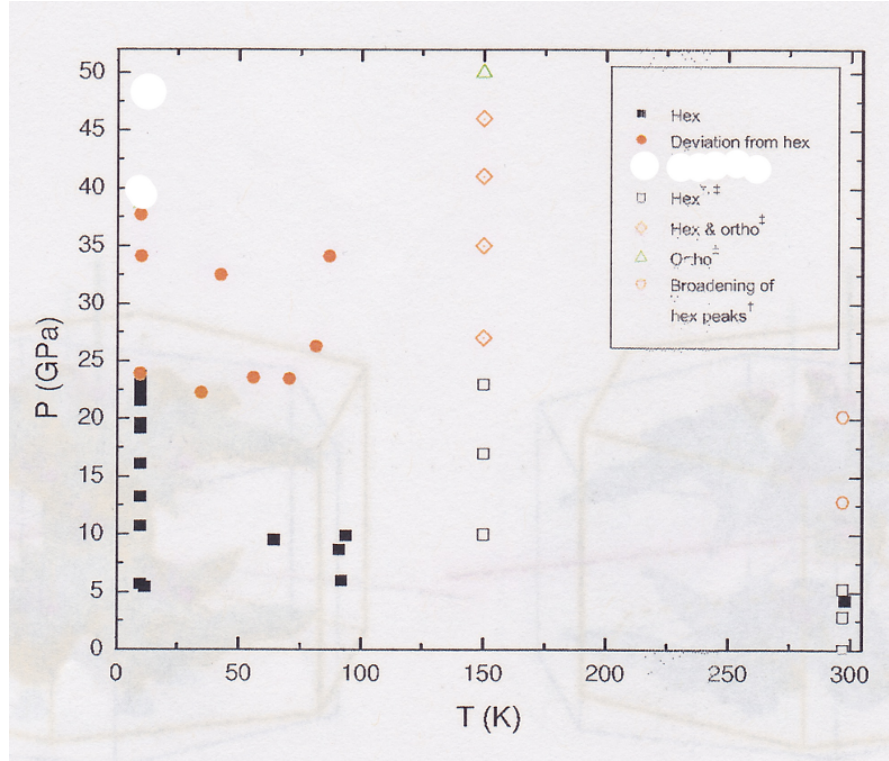 50
45
40
35
30
25
20
15
10
5
0
P (GPa)
0 50 100 150 200 250 300
T (K)
Hex
Deviation from hex
Hex
Hex & ortho‡
Ortho
Broadening of
hex peaks†